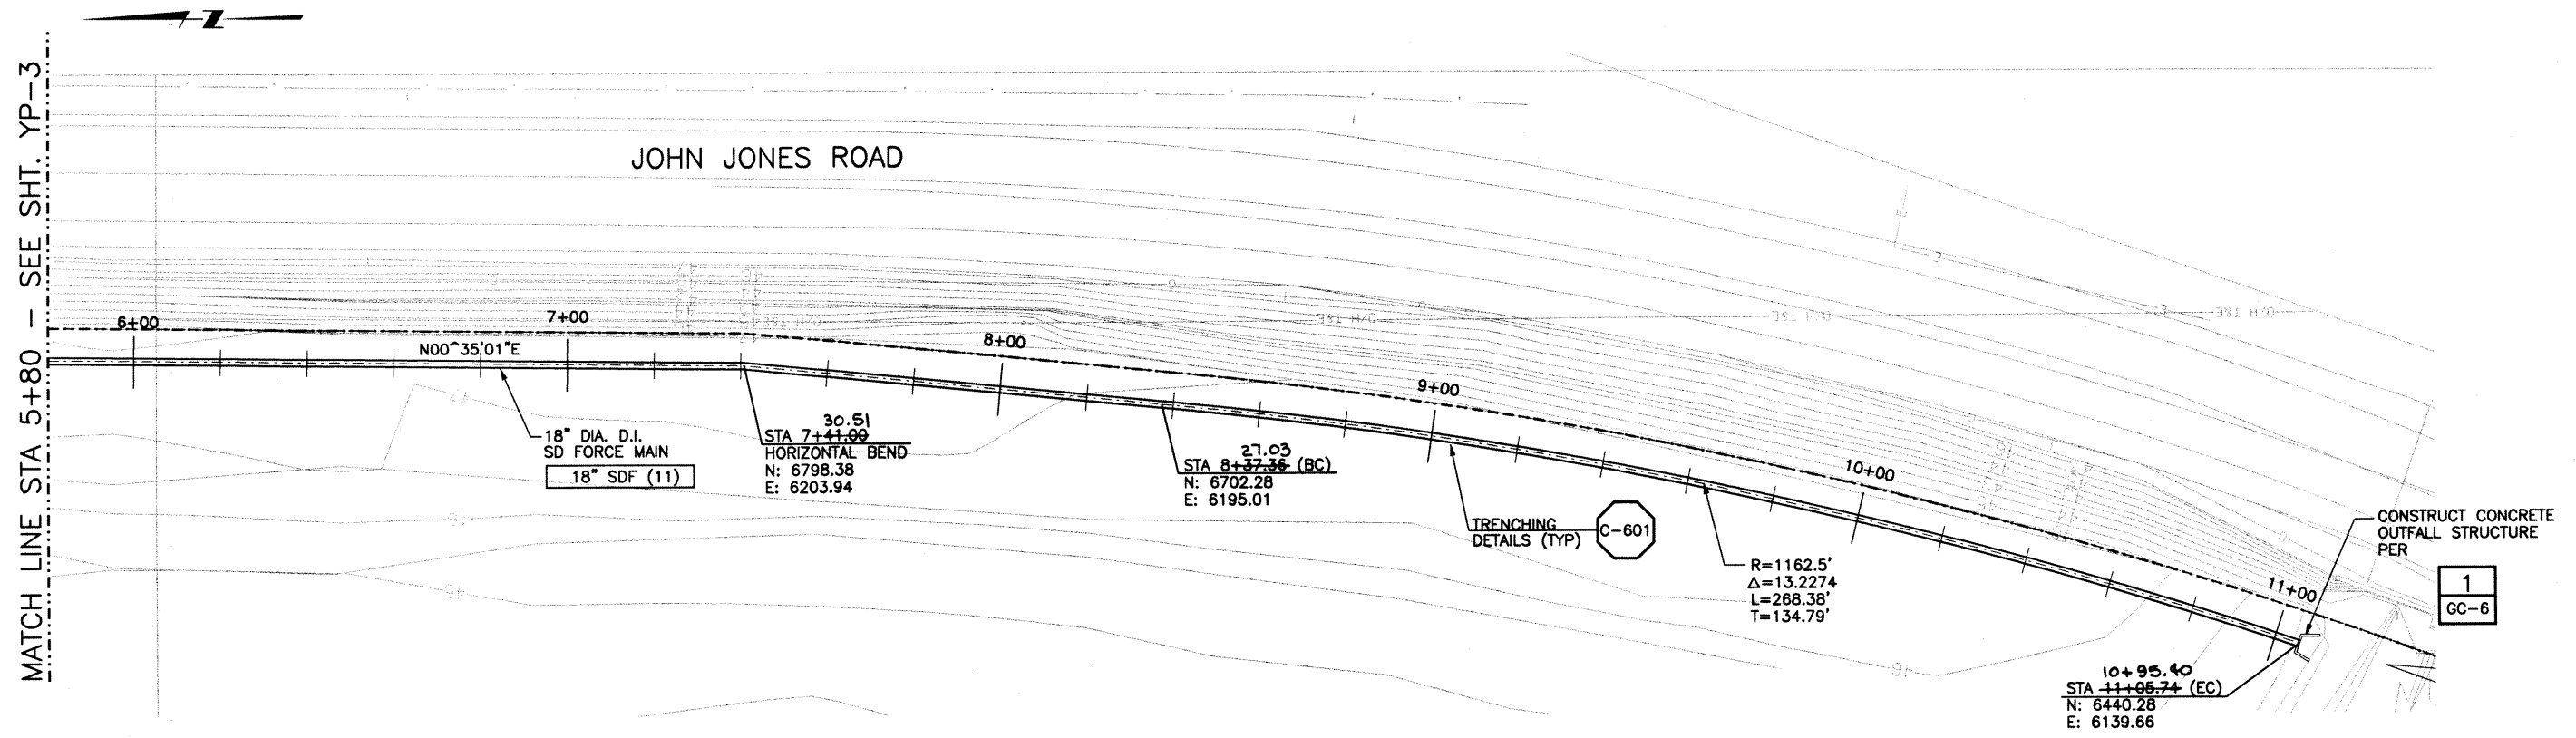 N
MATCH LINE STA 5+80 — SEE SHT. YP-3
JOHN JONES ROAD
6+00
7+00
8+00
9+00
10+00
11+00
N00^35'01"E
O/H T&E
O/H T&E
O/H T&E
O/H T&E
47
45
45
46
18" DIA. D.I.
SD FORCE MAIN
18" SDF (11)
30.51
STA 7+41.00
HORIZONTAL BEND
N: 6798.38
E: 6203.94
27.03
STA 8+37.36 (BC)
N: 6702.28
E: 6195.01
TRENCHING
DETAILS (TYP)
C-601
R=1162.5'
Δ=13.2274
L=268.38'
T=134.79'
CONSTRUCT CONCRETE
OUTFALL STRUCTURE
PER
1
GC-6
10+95.40
STA 11+05.74 (EC)
N: 6440.28
E: 6139.66